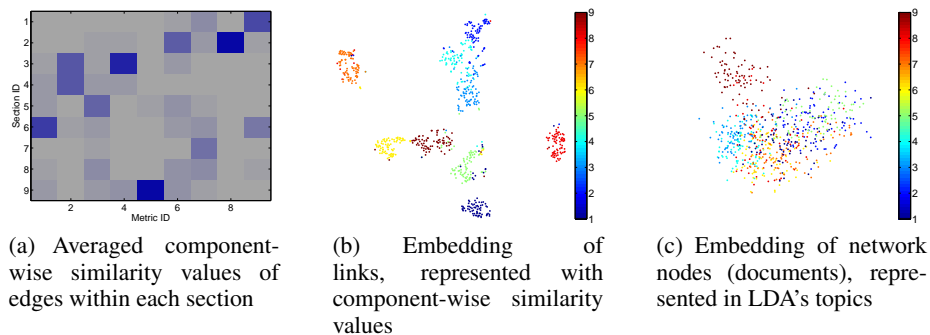 1
2
3
4
5
6
7
8
9
Section ID
2 4 6 8
Metric ID
9
8
7
6
5
4
3
2
1
9
8
7
6
5
4
3
2
1
(a) Averaged component-
wise similarity values of
edges within each section
(b) Embedding of
links, represented with
component-wise similarity
values
(c) Embedding of network
nodes (documents), repre-
sented in LDA's topics